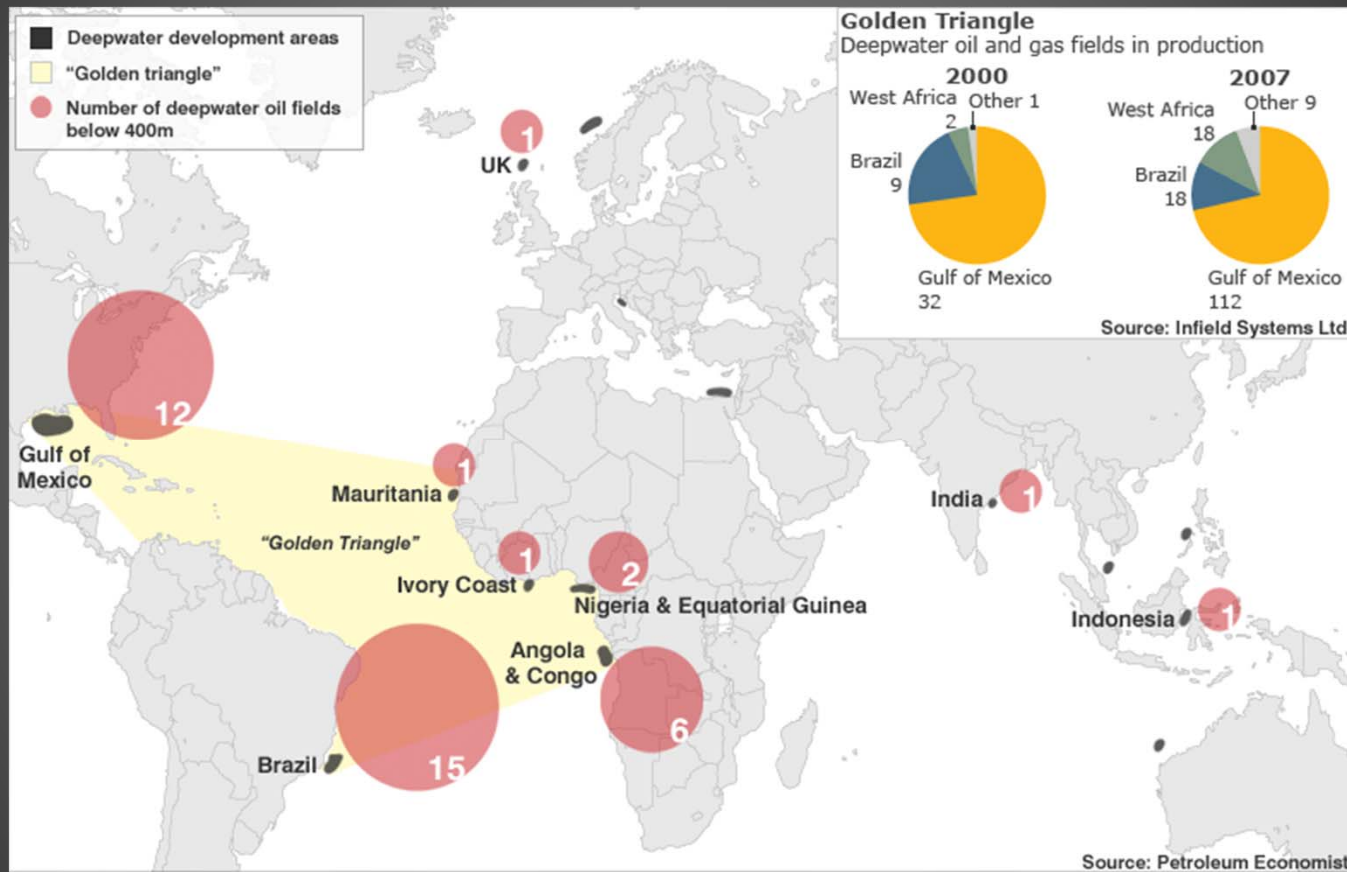 Deepwater development areas
“Golden triangle”
Number of deepwater oil fields
below 400m
Golden Triangle
Deepwater oil and gas fields in production
2000
West Africa
2
Other 1
Brazil
9
Gulf of Mexico
32
2007
West Africa
18
Other 9
Brazil
18
Gulf of Mexico
112
Source: Infield Systems Ltd
1
UK
12
Gulf of
Mexico
1
Mauritania
“Golden Triangle”
1
Ivory Coast
2
Nigeria & Equatorial Guinea
Angola
& Congo
6
Brazil
15
India
1
Indonesia
1
Source: Petroleum Economist